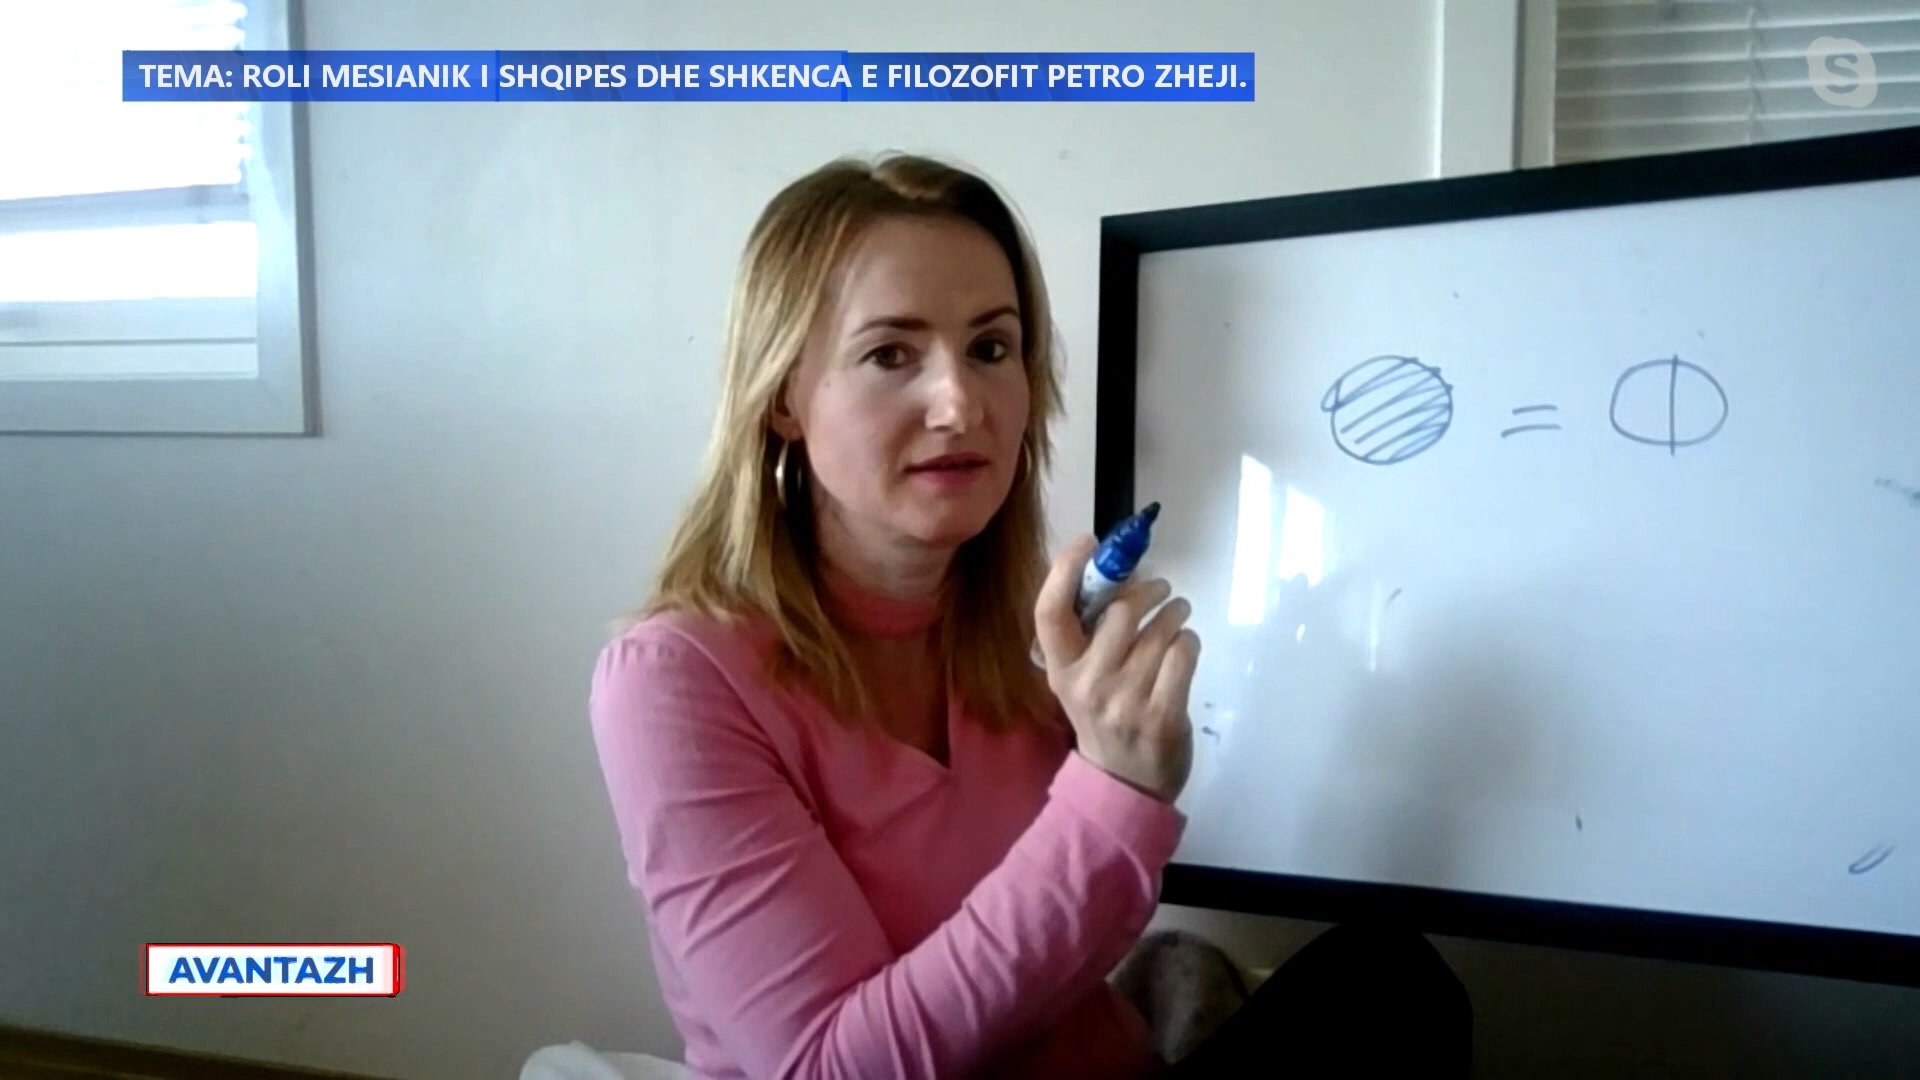 TEMA: ROLI MESIANIK I SHQIPES DHE SHKENCA E FILOZOFIT PETRO ZHEJI.
S
=
AVANTAZH